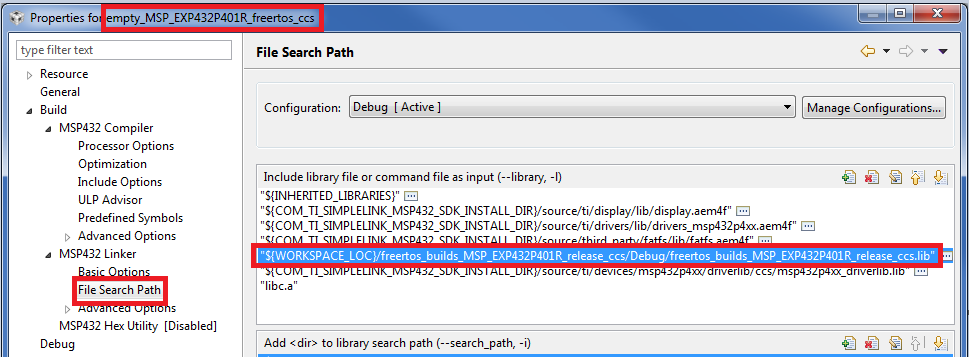 Properties for empty_MSP_EXP432P401R_freertos_ccs
type filter text
File Search Path
Resource
General
Build
MSP432 Compiler
Processor Options
Optimization
Include Options
ULP Advisor
Predefined Symbols
Advanced Options
MSP432 Linker
Basic Options
File Search Path
Advanced Options
MSP432 Hex Utility [Disabled]
Debug
Configuration: Debug [ Active ] Manage Configurations...
Include library file or command file as input (--library, -l)
"${INHERITED_LIBRARIES}"
"${COM_TI_SIMPLELINK_MSP432_SDK_INSTALL_DIR}/source/ti/display/lib/display.aem4f"
"${COM_TI_SIMPLELINK_MSP432_SDK_INSTALL_DIR}/source/ti/drivers/lib/drivers_msp432p4xx.aem4f"
"${COM_TI_SIMPLELINK_MSP432_SDK_INSTALL_DIR}/source/third_party/fatfs/lib/fatfs.aem4f"
"${WORKSPACE_LOC}/freertos_builds_MSP_EXP432P401R_release_ccs/Debug/freertos_builds_MSP_EXP432P401R_release_ccs.lib"
"${COM_TI_SIMPLELINK_MSP432_SDK_INSTALL_DIR}/source/ti/devices/msp432p4xx/driverlib/ccs/msp432p4xx_driverlib.lib"
"libc.a"
Add <dir> to library search path (--search_path, -i)